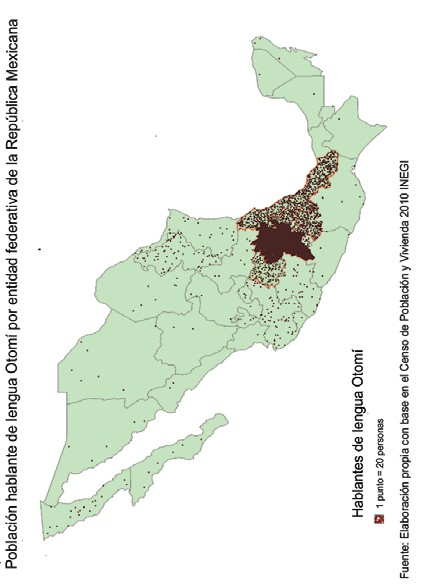 Población hablante de lengua Otomí por entidad federativa de la República Mexicana
Hablantes de lengua Otomí
1 punto = 20 personas
Fuente: Elaboración propia con base en el Censo de Población y Vivienda 2010 INEGI